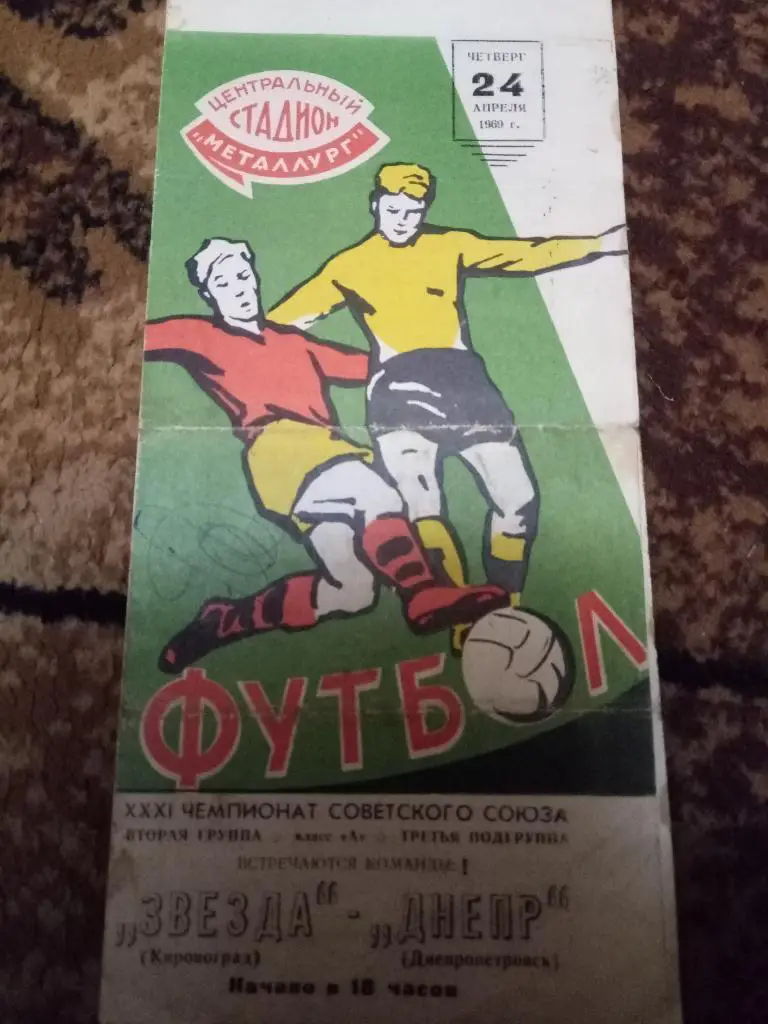 ЦЕНТРАЛЬНЫЙ
СТАДИОН
„МЕТАЛЛУРГ"
ЧЕТВЕРГ
24
АПРЕЛЯ
1969 г.
ФУТБОЛ
XXXI ЧЕМПИОНАТ СОВЕТСКОГО СОЮЗА
ВТОРАЯ ГРУППА класс «А» ТРЕТЬЯ ПОДГРУППА
ВСТРЕЧАЮТСЯ КОМАНДЫ:
„ЗВЕЗДА“ - „ДНЕПР“
(Кировоград) (Днепропетровск)
Начало в 18 часов